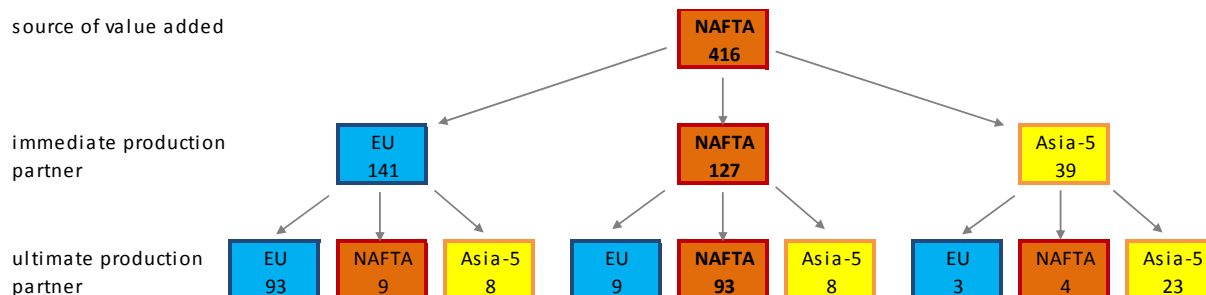 source of value added
NAFTA
416
immediate production
partner
EU
141
NAFTA
127
Asia-5
39
ultimate production
partner
EU
93
NAFTA
9
Asia-5
8
EU
9
NAFTA
93
Asia-5
8
EU
3
NAFTA
4
Asia-5
23